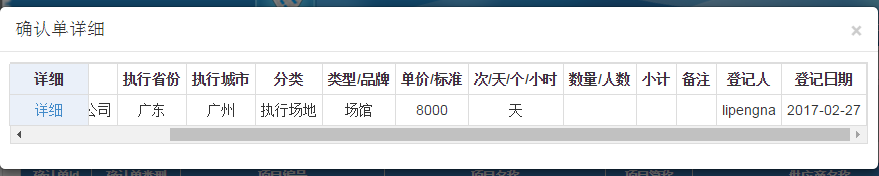 确认单详细 ×
详细 执行省份 执行城市 分类 类型/品牌 单价/标准 次/天/个/小时 数量/人数 小计 备注 登记人 登记日期
详细 公司 广东 广州 执行场地 场馆 8000 天 lipengna 2017-02-27